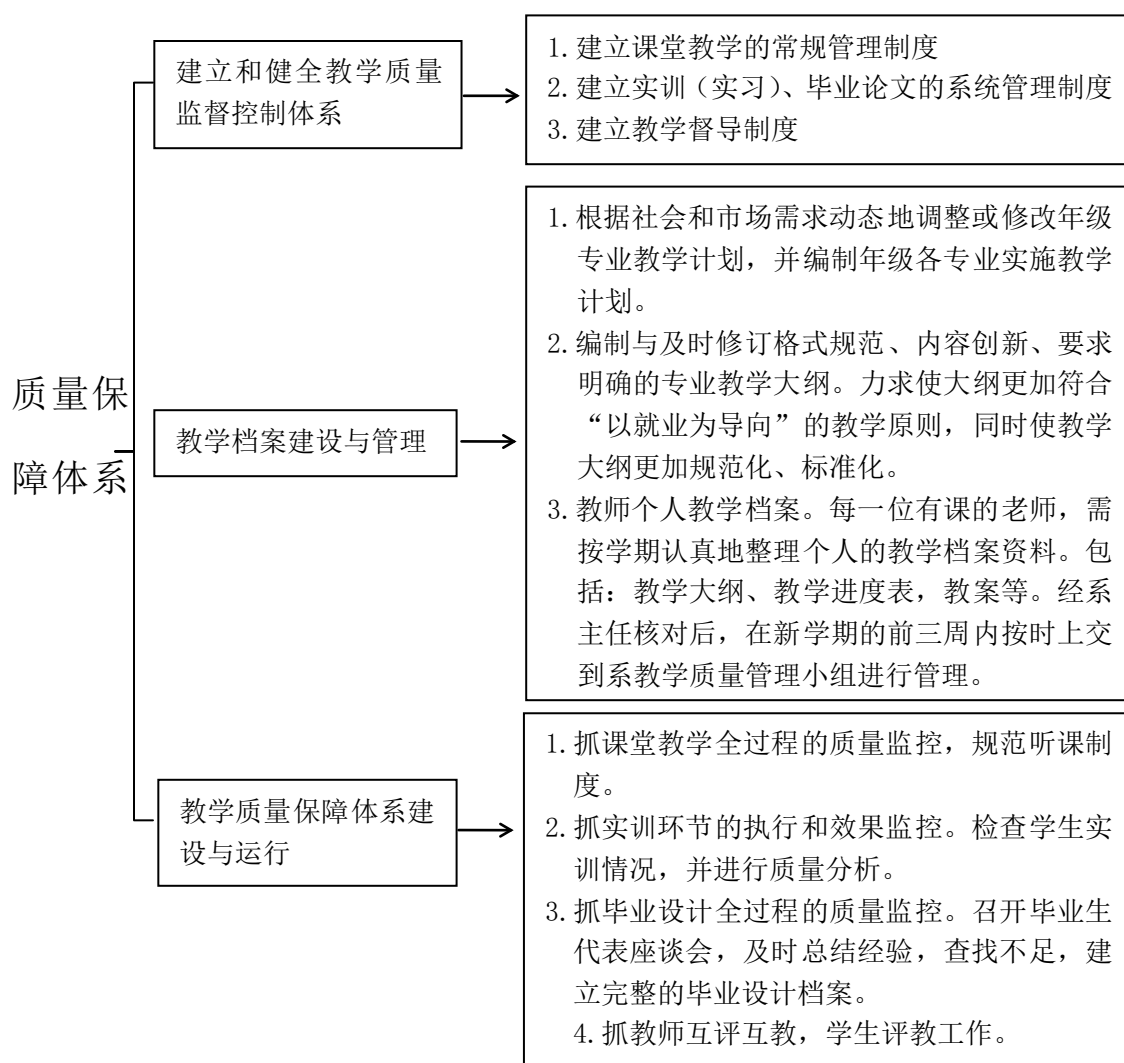 质量保
障体系
建立和健全教学质量
监督控制体系
1.建立课堂教学的常规管理制度
2.建立实训（实习）、毕业论文的系统管理制度
3.建立教学督导制度
教学档案建设与管理
1.根据社会和市场需求动态地调整或修改年级
专业教学计划，并编制年级各专业实施教学
计划。
2.编制与及时修订格式规范、内容创新、要求
明确的专业教学大纲。力求使大纲更加符合
“以就业为导向”的教学原则，同时使教学
大纲更加规范化、标准化。
3.教师个人教学档案。每一位有课的老师，需
按学期认真地整理个人的教学档案资料。包
括：教学大纲、教学进度表，教案等。经系
主任核对后，在新学期的前三周内按时上交
到系教学质量管理小组进行管理。
教学质量保障体系建
设与运行
1.抓课堂教学全过程的质量监控，规范听课制
度。
2.抓实训环节的执行和效果监控。检查学生实
训情况，并进行质量分析。
3.抓毕业设计全过程的质量监控。召开毕业生
代表座谈会，及时总结经验，查找不足，建
立完整的毕业设计档案。
4.抓教师互评互教，学生评教工作。